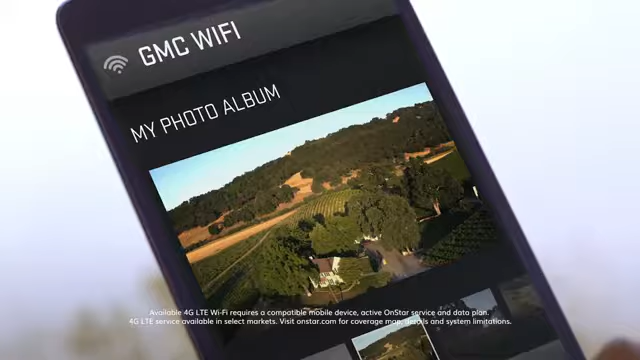 GMC WIFI
MY PHOTO ALBUM
Available 4G LTE Wi-Fi requires a compatible mobile device, active OnStar service and data plan.
4G LTE service available in select markets. Visit onstar.com for coverage map, details and system limitations.